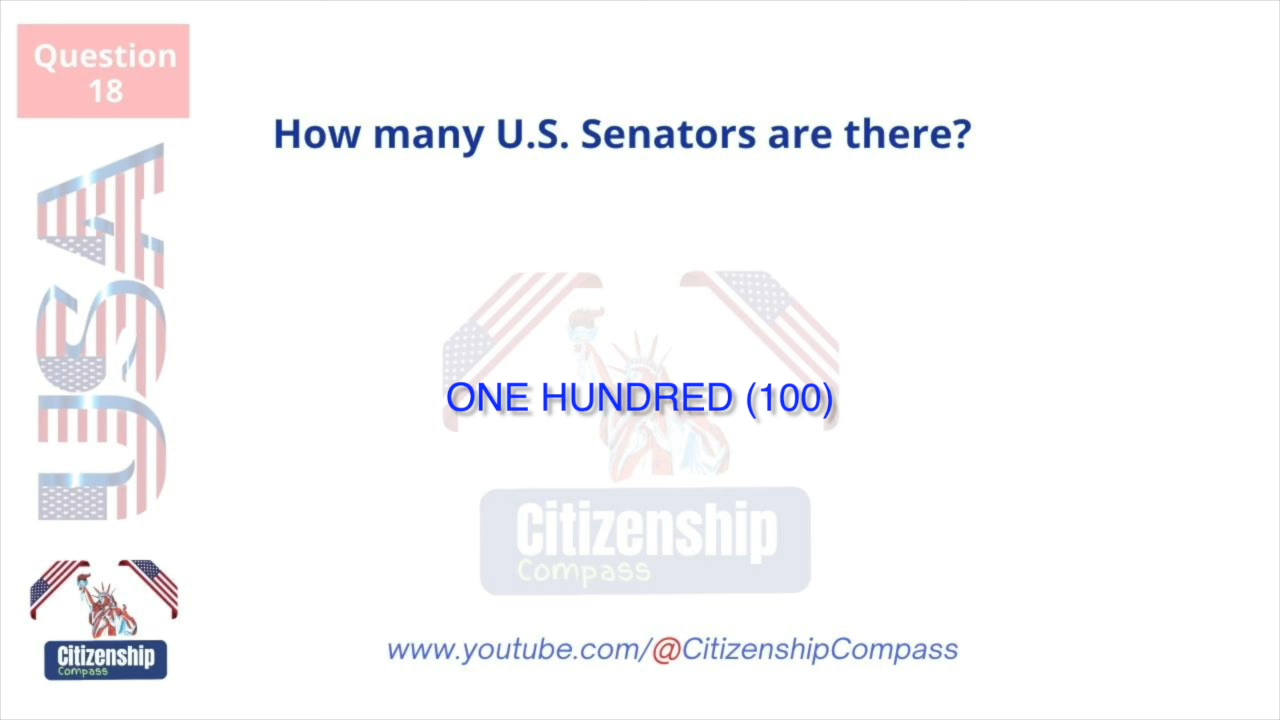 Question
18
How many U.S. Senators are there?
USA
ONE HUNDRED (100)
Citizenship
Compass
Citizenship
Compass
www.youtube.com/@CitizenshipCompass